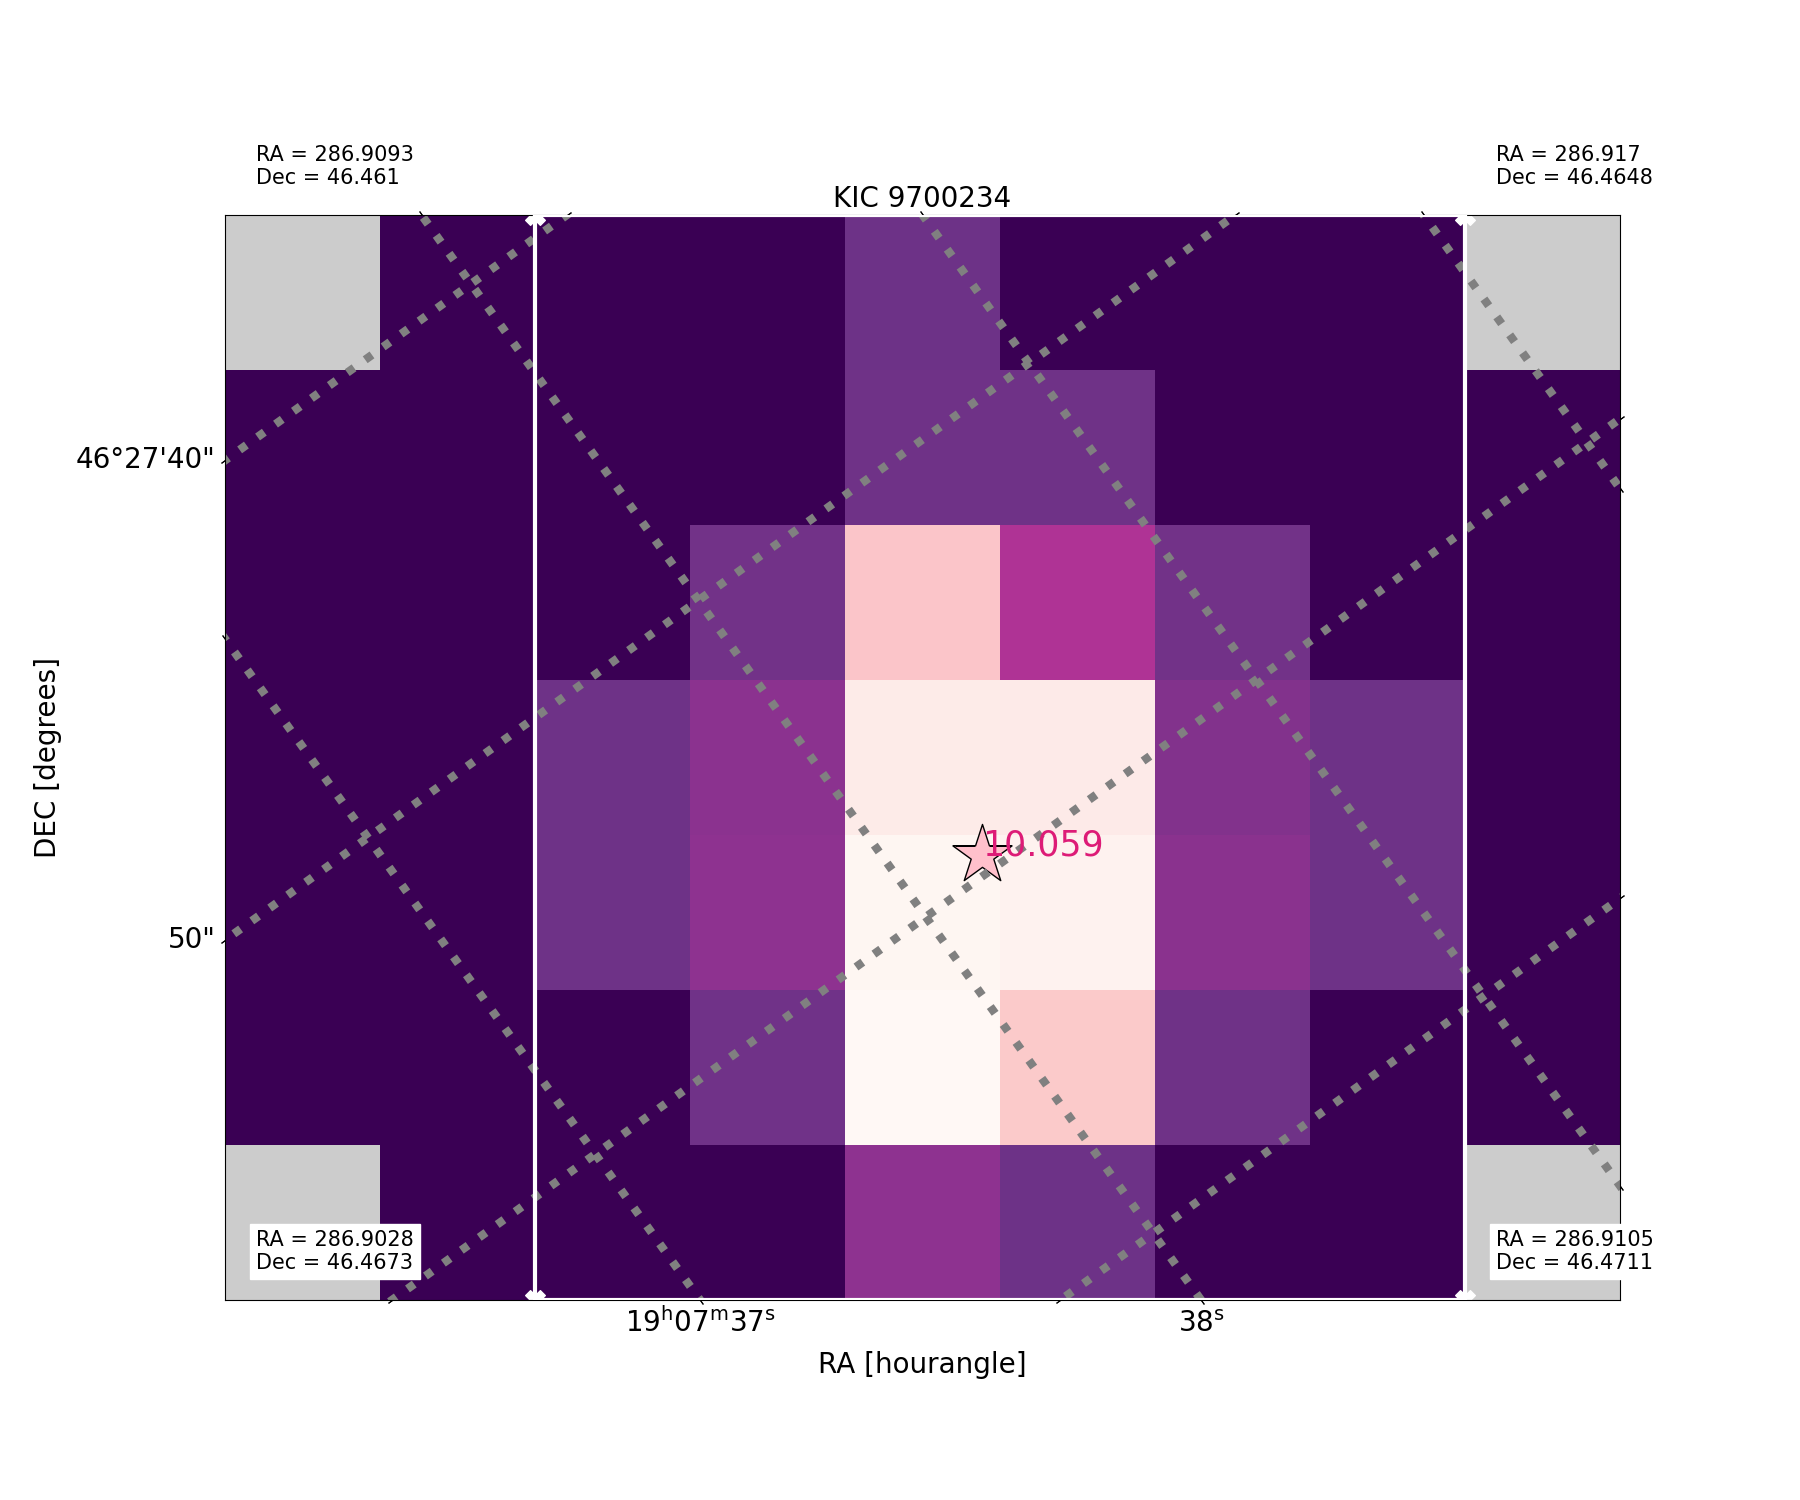 RA = 286.9093
Dec = 46.461
RA = 286.917
Dec = 46.4648
KIC 9700234
46°27'40"
DEC [degrees]
10.059
50"
RA = 286.9028
Dec = 46.4673
RA = 286.9105
Dec = 46.4711
19h07m37s
38s
RA [hourangle]